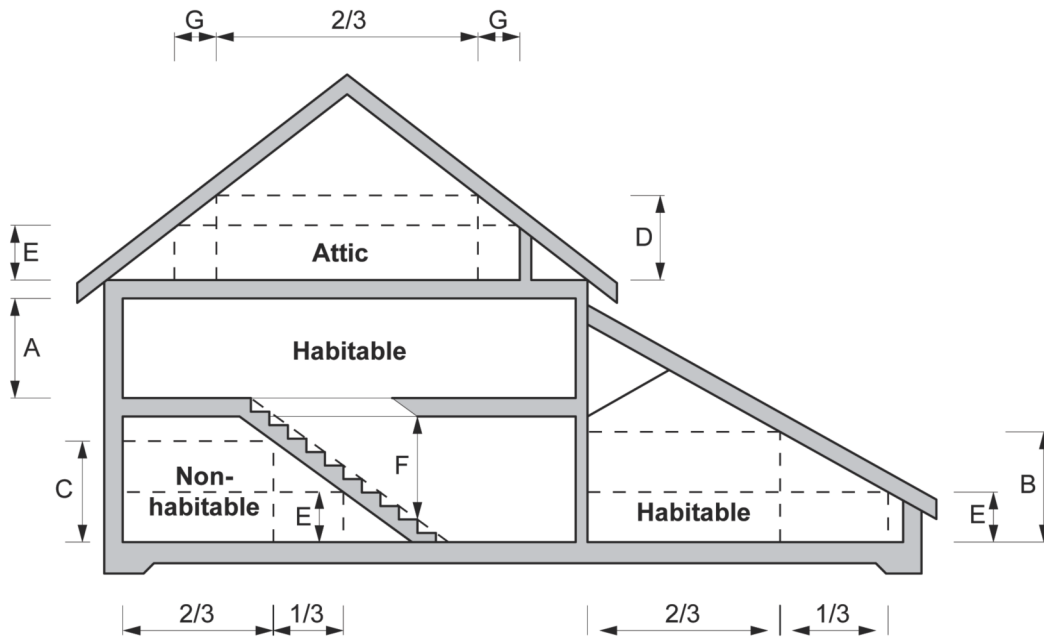 G 2/3 G
E
D
Attic
A
Habitable
F
C
Non-
habitable
B
E
Habitable
E
2/3 1/3 2/3 1/3